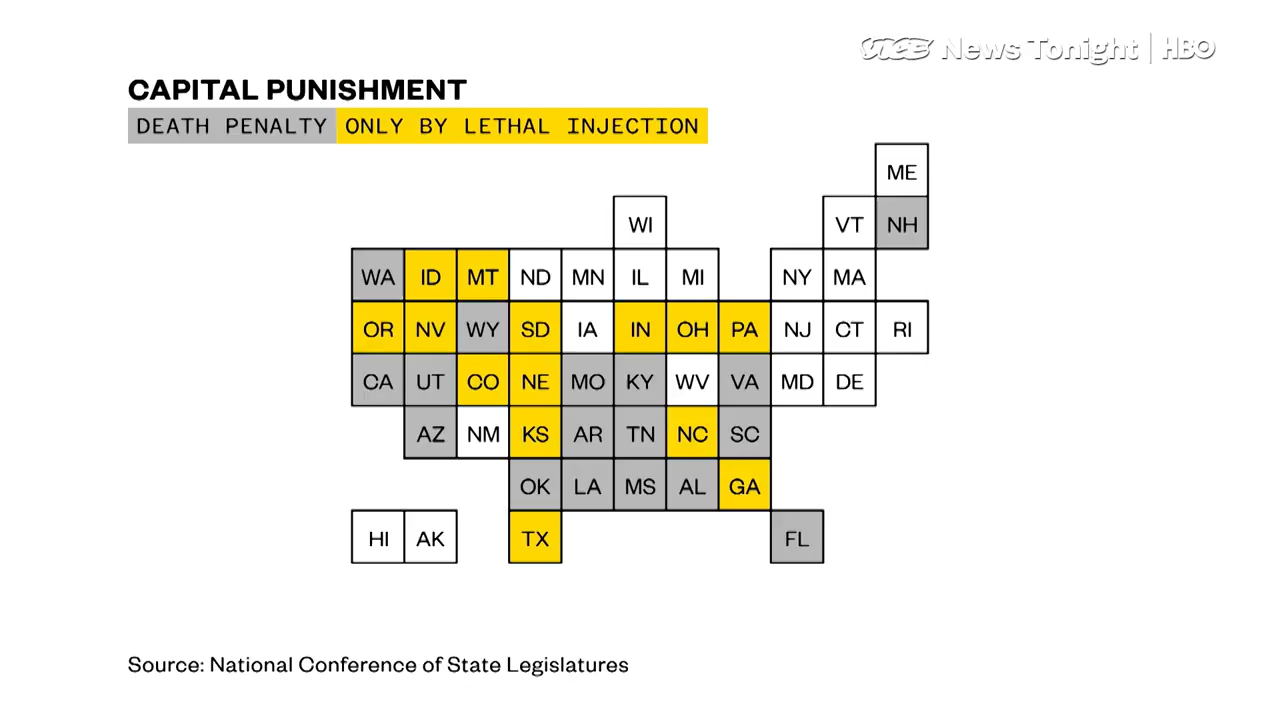 VICE News Tonight | HBO
CAPITAL PUNISHMENT
DEATH PENALTY ONLY BY LETHAL INJECTION
ME
WI VT NH
WA ID MT ND MN IL MI NY MA
OR NV WY SD IA IN OH PA NJ CT RI
CA UT CO NE MO KY WV VA MD DE
AZ NM KS AR TN NC SC
OK LA MS AL GA
HI AK TX FL
Source: National Conference of State Legislatures